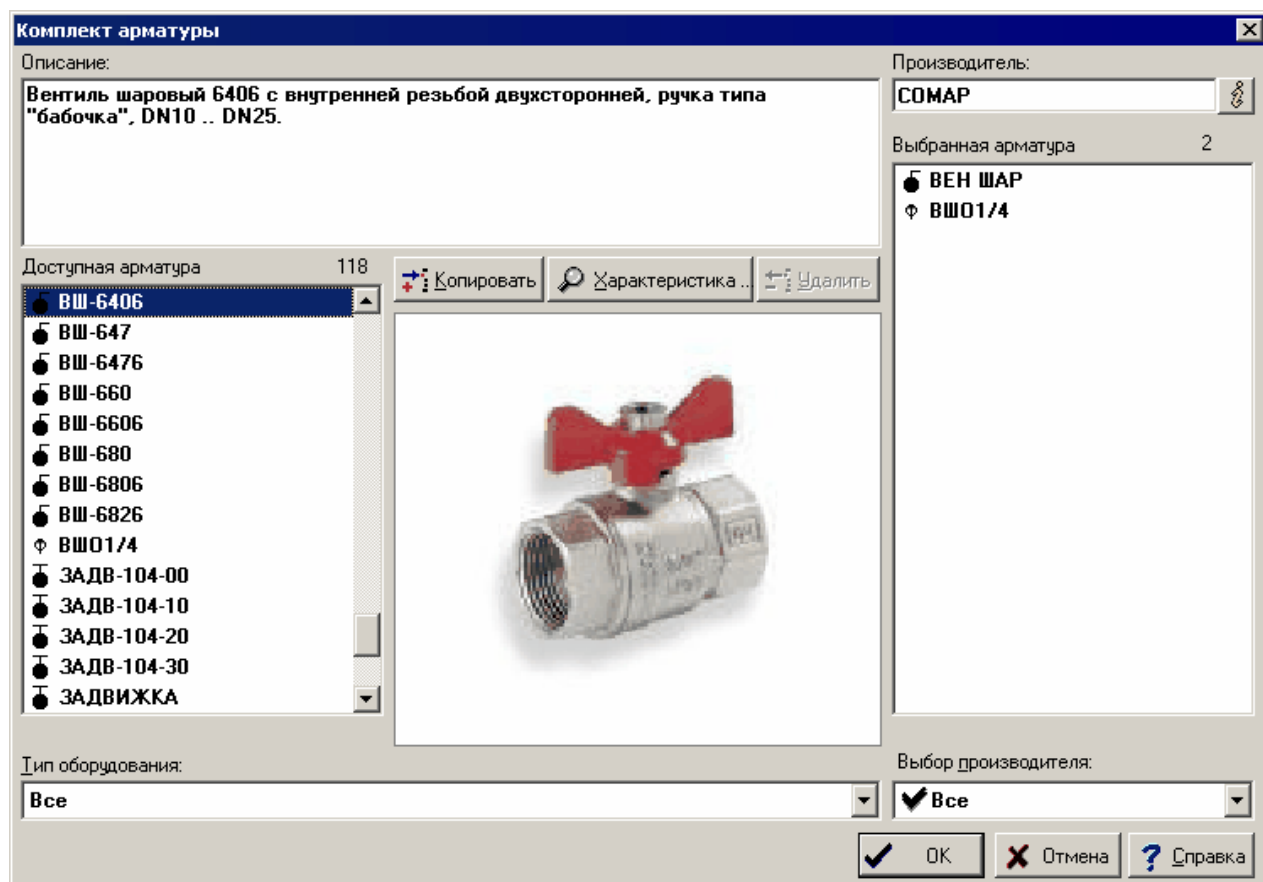 Комплект арматуры
Описание:
Вентиль шаровый 6406 с внутренней резьбой двухсторонней, ручка типа
"бабочка", DN10 .. DN25.
Производитель:
COMAP
Выбранная арматура 2
ВЕН ШАР
ВШО1/4
Доступная арматура 118
ВШ-6406
ВШ-647
ВШ-6476
ВШ-660
ВШ-6606
ВШ-680
ВШ-6806
ВШ-6826
ВШО1/4
ЗАДВ-104-00
ЗАДВ-104-10
ЗАДВ-104-20
ЗАДВ-104-30
ЗАДВИЖКА
Копировать
Характеристика ..
Удалить
Тип оборудования:
Все
Выбор производителя:
Все
OK
Отмена
Справка